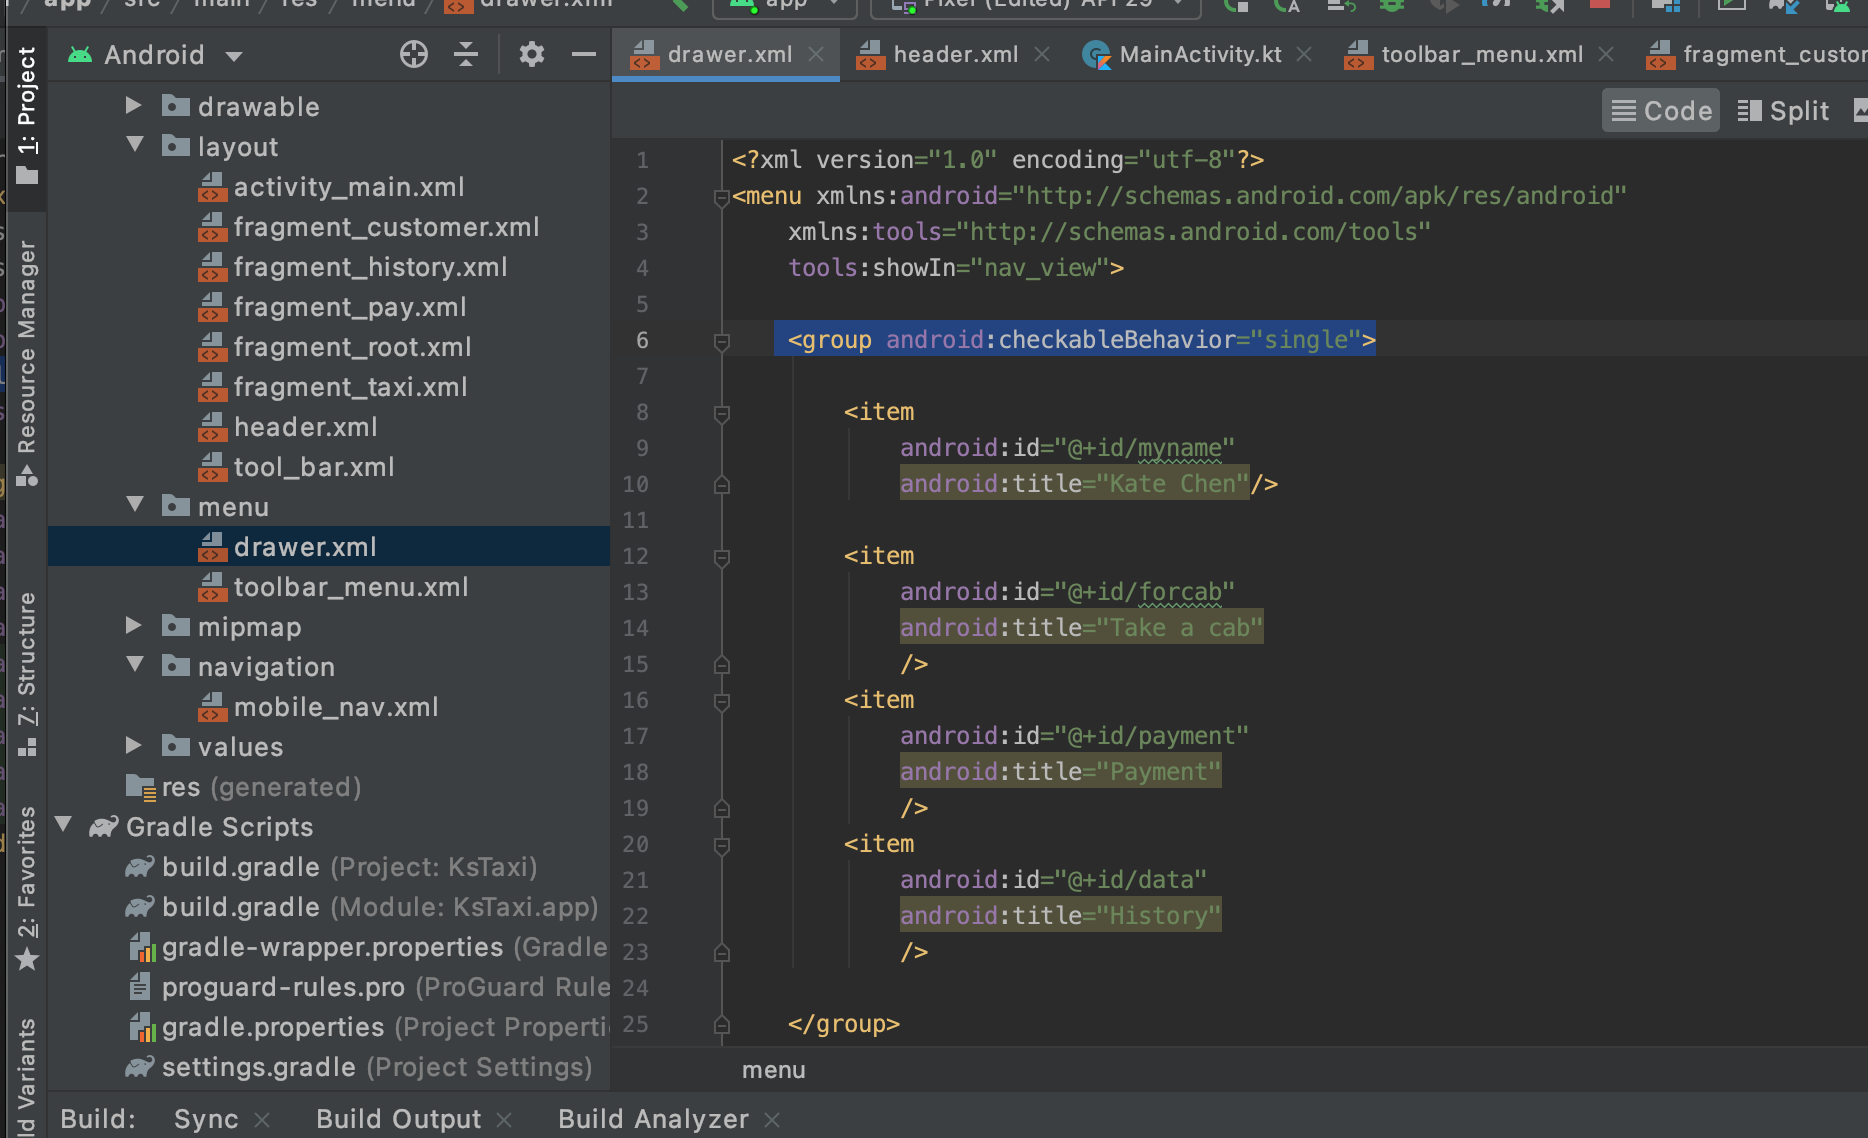 app / src / main / res / menu / drawer.xml
app
Pixel (Edited) API 29
1: Project
Resource Manager
7: Structure
2: Favorites
ld Variants
Android
drawable
layout
activity_main.xml
fragment_customer.xml
fragment_history.xml
fragment_pay.xml
fragment_root.xml
fragment_taxi.xml
header.xml
tool_bar.xml
menu
drawer.xml
toolbar_menu.xml
mipmap
navigation
mobile_nav.xml
values
res (generated)
Gradle Scripts
build.gradle (Project: KsTaxi)
build.gradle (Module: KsTaxi.app)
gradle-wrapper.properties (Gradle
proguard-rules.pro (ProGuard Rule
gradle.properties (Project Properti
settings.gradle (Project Settings)
drawer.xml
header.xml
MainActivity.kt
toolbar_menu.xml
fragment_custor
Code
Split
1 <?xml version="1.0" encoding="utf-8"?>
2 <menu xmlns:android="http://schemas.android.com/apk/res/android"
3 xmlns:tools="http://schemas.android.com/tools"
4 tools:showIn="nav_view">
5
6 <group android:checkableBehavior="single">
7
8 <item
9 android:id="@+id/myname"
10 android:title="Kate Chen"/>
11
12 <item
13 android:id="@+id/forcab"
14 android:title="Take a cab"
15 />
16 <item
17 android:id="@+id/payment"
18 android:title="Payment"
19 />
20 <item
21 android:id="@+id/data"
22 android:title="History"
23 />
24
25 </group>
menu
Build: Sync Build Output Build Analyzer